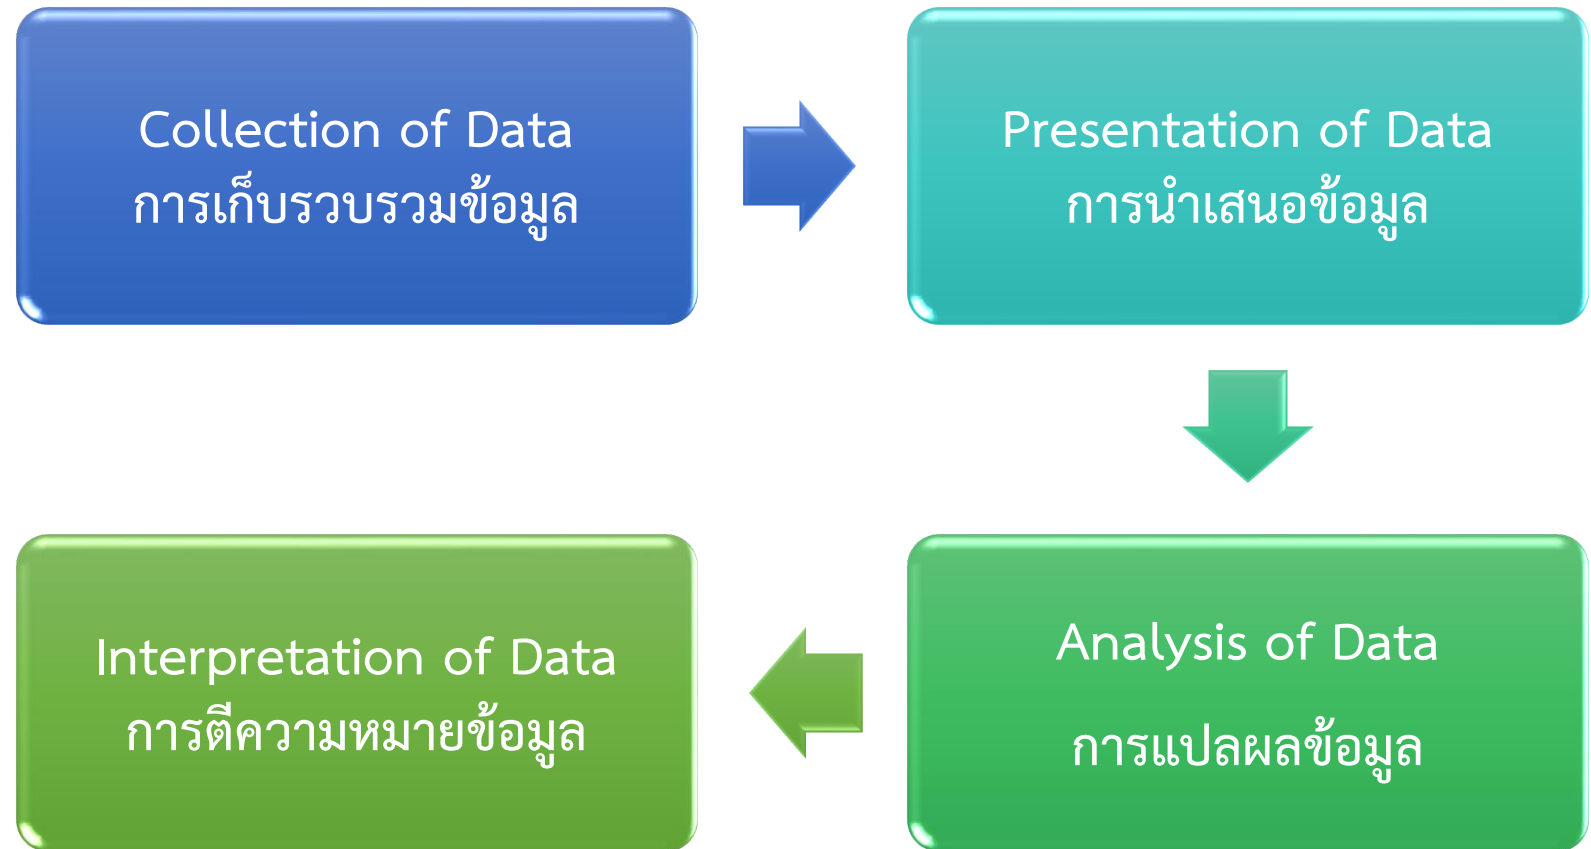 Collection of Data
การเก็บรวบรวมข้อมูล
Presentation of Data
การนำเสนอข้อมูล
Analysis of Data
การแปลผลข้อมูล
Interpretation of Data
การตีความหมายข้อมูล